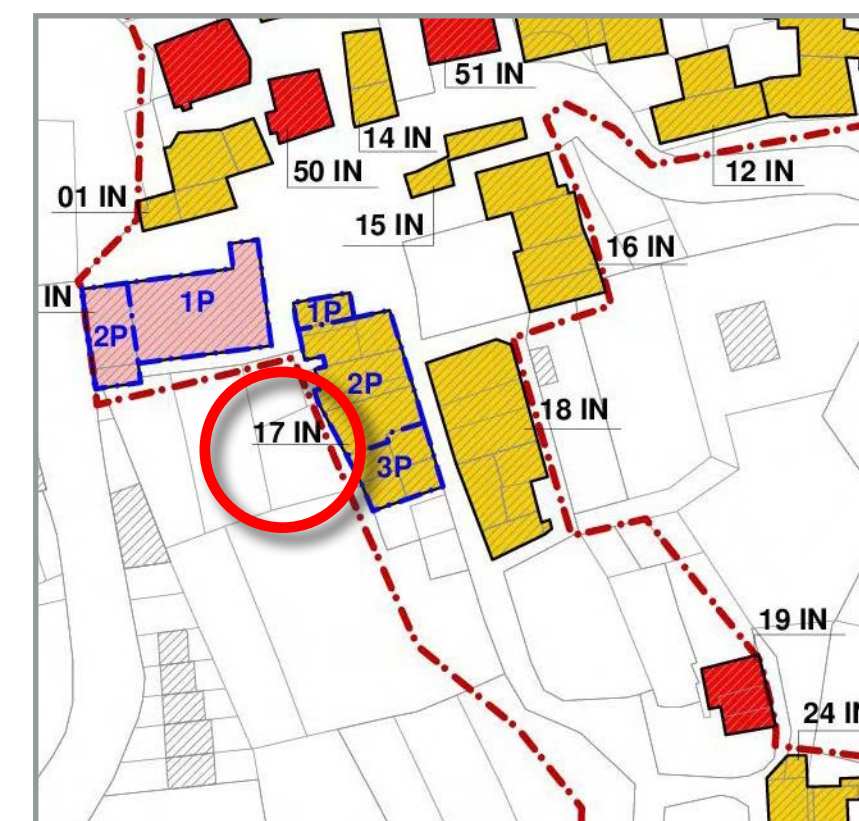 51 IN
14 IN
50 IN
12 IN
01 IN
15 IN
16 IN
IN
1P
1P
2P
2P
18 IN
17 IN
3P
19 IN
24 IN